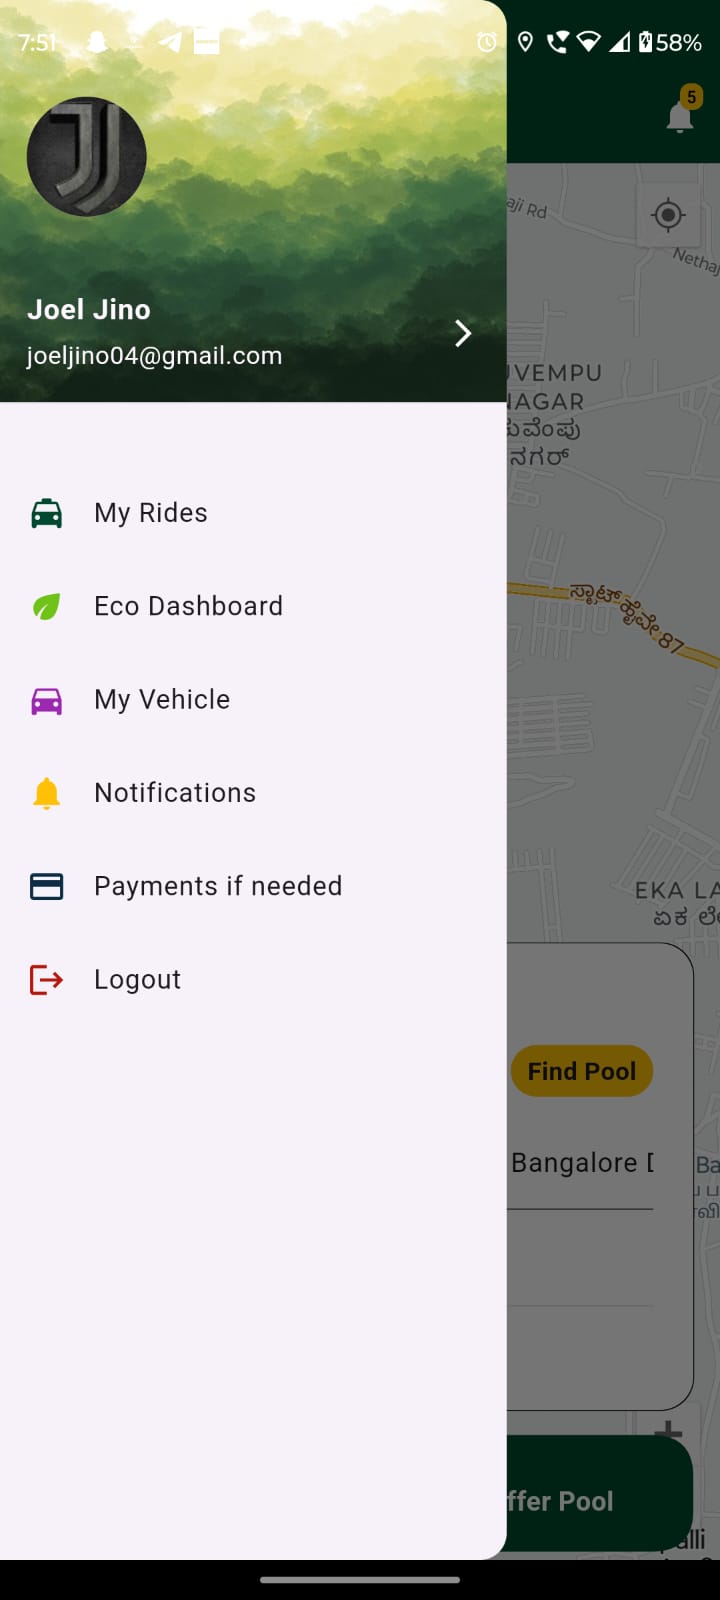 7:51
58%
5
Joel Jino
joeljino04@gmail.com
My Rides
Eco Dashboard
My Vehicle
Notifications
Payments if needed
Logout
aji Rd
Nethaj
UVEMPU
NAGAR
ಕುವೆಂಪು
ನಗರ್
ಸ್ಟಾಟ್ ಹೈವೇ 87
EKA LA
ಏಕ ಲೇ
Find Pool
Bangalore D
Ba
ffer Pool
alli